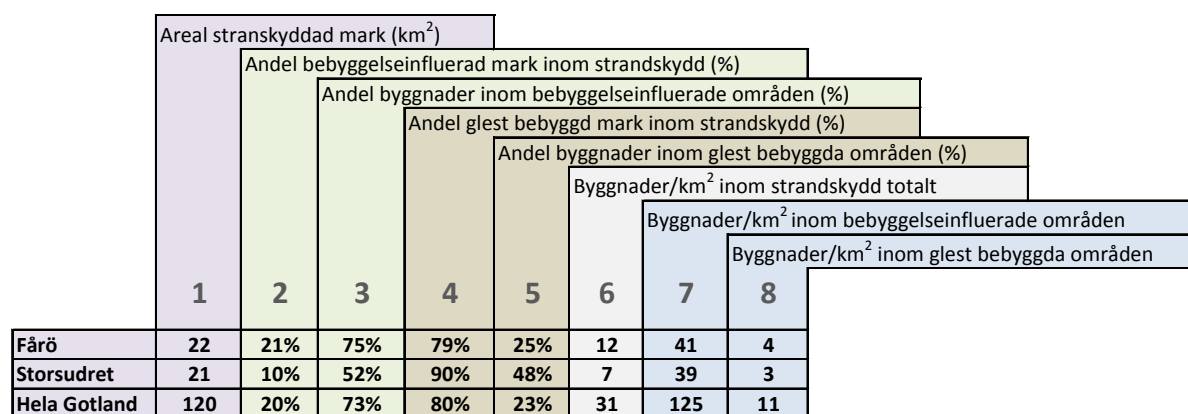 Areal stranskyddad mark (km²)
Andel bebyggelseinfluerad mark inom strandskydd (%)
Andel byggnader inom bebyggelseinfluerade områden (%)
Andel glest bebyggd mark inom strandskydd (%)
Andel byggnader inom glest bebyggda områden (%)
Byggnader/km² inom strandskydd totalt
Byggnader/km² inom bebyggelseinfluerade områden
Byggnader/km² inom glest bebyggda områden
1 2 3 4 5 6 7 8
Fårö 22 21% 75% 79% 25% 12 41 4
Storsudret 21 10% 52% 90% 48% 7 39 3
Hela Gotland 120 20% 73% 80% 23% 31 125 11